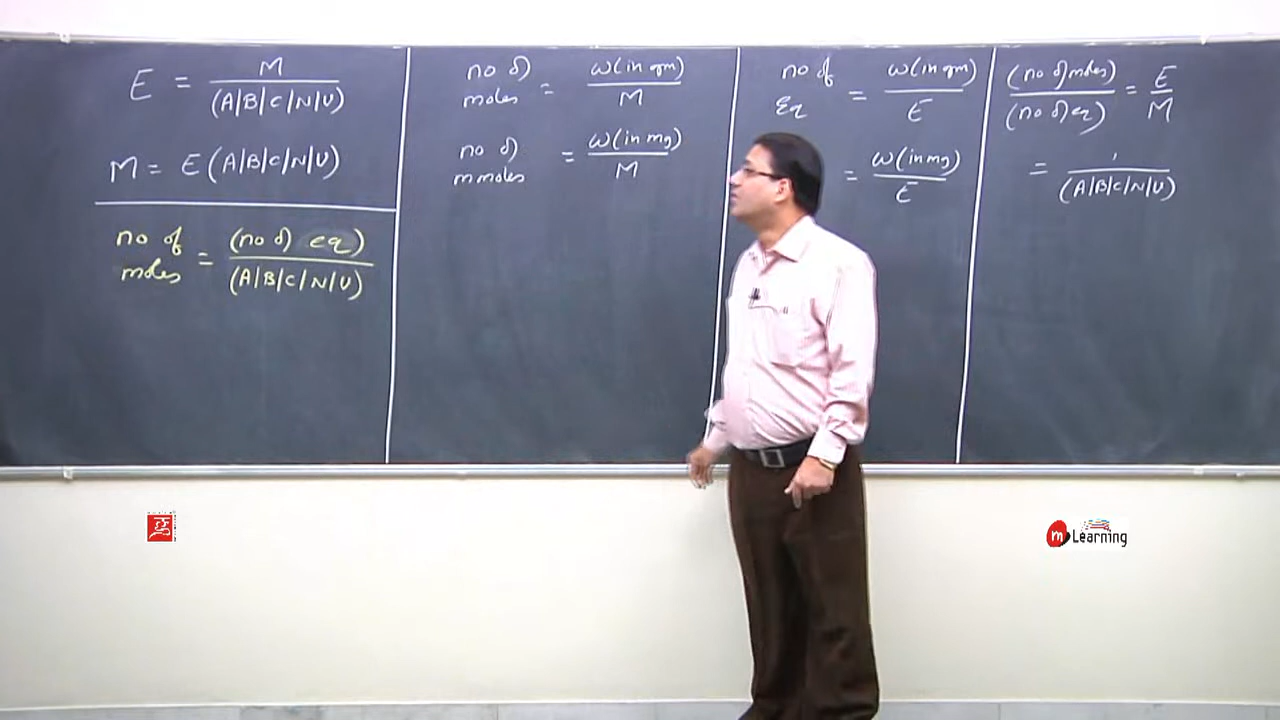 E = M / (A/B/C/N/U)
M = E (A/B/C/N/U)
no of moles = (no of eq) / (A/B/C/N/U)
no of moles = W (in gm) / M
no of mmoles = W (in mg) / M
no of Eq = W (in gm) / E
= W (in mg) / E
(no of moles) / (no of eq) = E / M
= 1 / (A/B/C/N/U)
m Learning